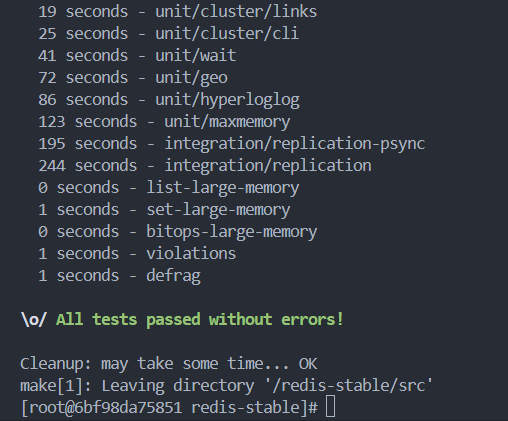 19 seconds - unit/cluster/links
25 seconds - unit/cluster/cli
41 seconds - unit/wait
72 seconds - unit/geo
86 seconds - unit/hyperloglog
123 seconds - unit/maxmemory
195 seconds - integration/replication-psync
244 seconds - integration/replication
0 seconds - list-large-memory
1 seconds - set-large-memory
0 seconds - bitops-large-memory
1 seconds - violations
1 seconds - defrag
\o/ All tests passed without errors!
Cleanup: may take some time... OK
make[1]: Leaving directory '/redis-stable/src'
[root@6bf98da75851 redis-stable]#